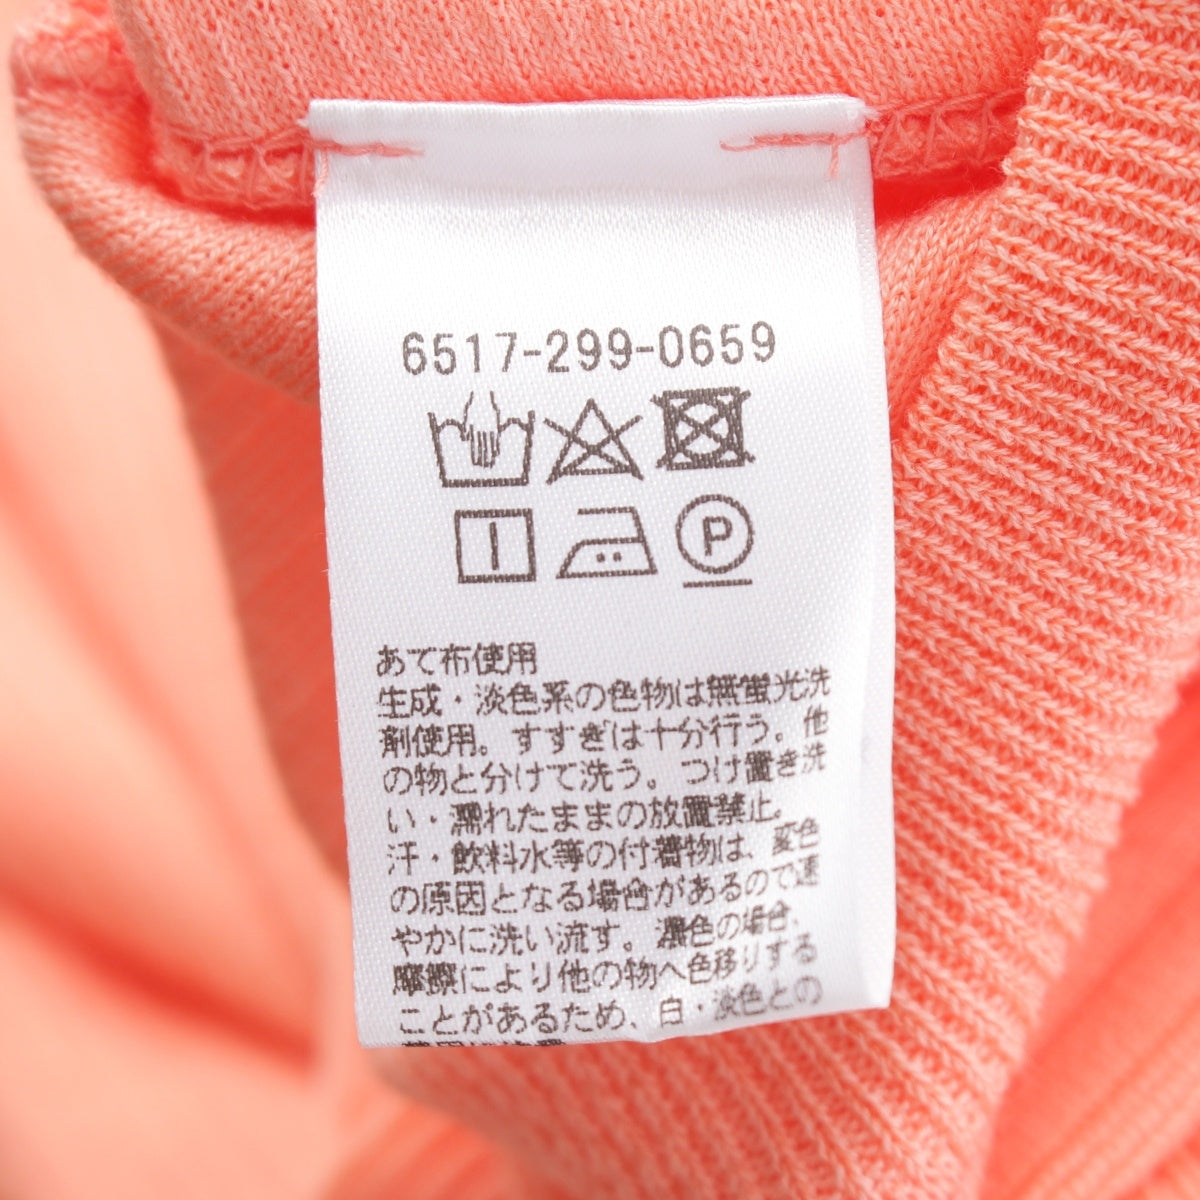 6517-299-0659
P
あて布使用
生成・淡色系の色物は無蛍光洗
剤使用。すすぎは十分行う。他
の物と分けて洗う。つけ置き洗
い・濡れたままの放置禁止。
汗・飲料水等の付着物は、変色
の原因となる場合があるので速
やかに洗い流す。濃色の場合、
摩擦により他の物へ色移りする
ことがあるため、白・淡色との